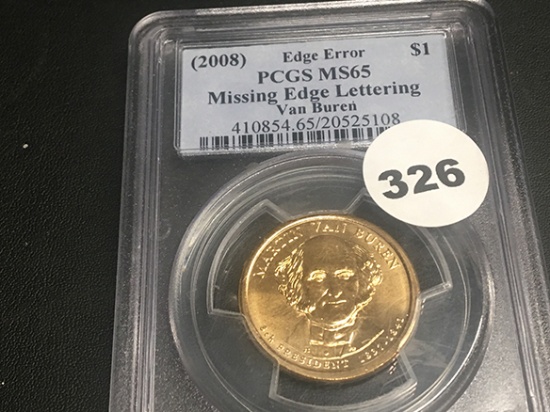 (2008) Edge Error $1
PCGS MS65
Missing Edge Lettering
Van Buren
410854.65/20525108
326
MARTIN VAN BUREN
PRESIDENT 1837-1841